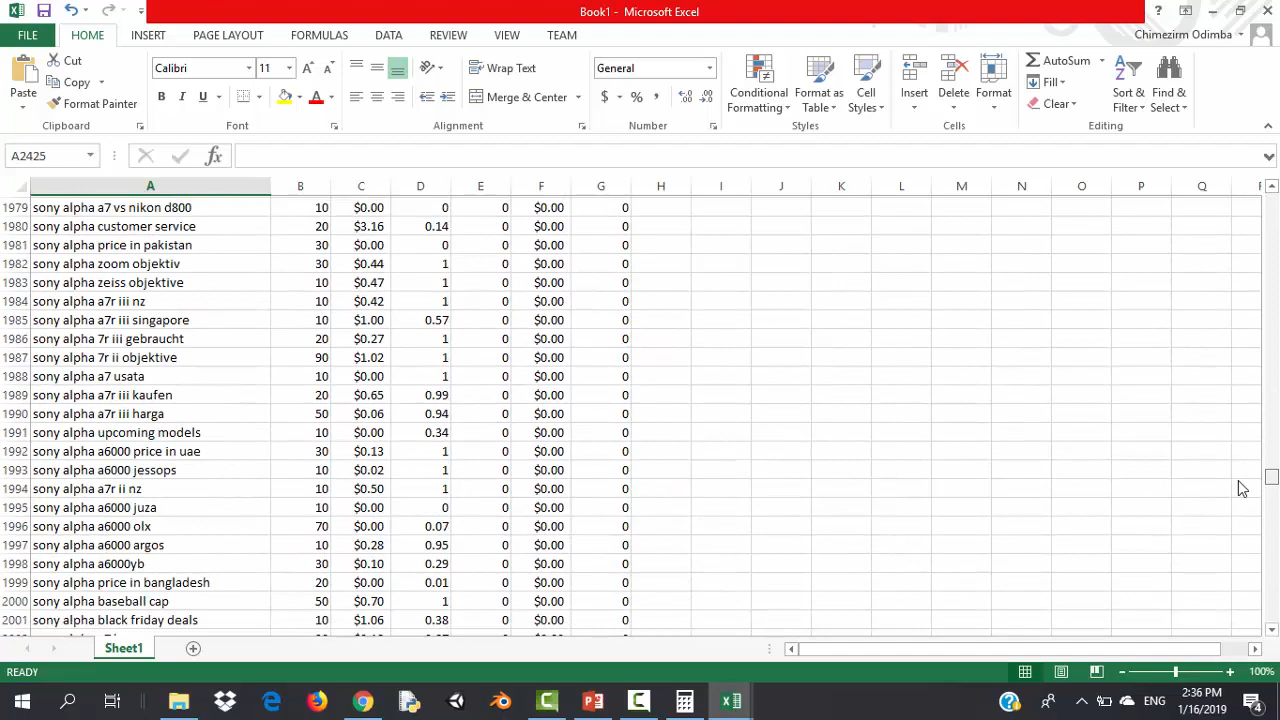 Book1 - Microsoft Excel
?
FILE HOME INSERT PAGE LAYOUT FORMULAS DATA REVIEW VIEW TEAM
Chimezirm Odimba
Paste
Cut
Copy
Format Painter
Calibri 11
B I U A
Wrap Text
Merge & Center
General
$ % ,
Conditional Formatting
Format as Table
Cell Styles
Insert
Delete
Format
AutoSum
Fill
Clear
Sort & Filter
Find & Select
Clipboard Font Alignment Number Styles Cells Editing
A2425 fx
A B C D E F G H I J K L M N O P Q
1979 sony alpha a7 vs nikon d800 10 $0.00 0 0 $0.00 0
1980 sony alpha customer service 20 $3.16 0.14 0 $0.00 0
1981 sony alpha price in pakistan 30 $0.00 0 0 $0.00 0
1982 sony alpha zoom objektiv 30 $0.44 1 0 $0.00 0
1983 sony alpha zeiss objektive 10 $0.47 1 0 $0.00 0
1984 sony alpha a7r iii nz 10 $0.42 1 0 $0.00 0
1985 sony alpha a7r iii singapore 10 $1.00 0.57 0 $0.00 0
1986 sony alpha 7r iii gebraucht 20 $0.27 1 0 $0.00 0
1987 sony alpha 7r ii objektive 90 $1.02 1 0 $0.00 0
1988 sony alpha a7 usata 10 $0.00 1 0 $0.00 0
1989 sony alpha a7r iii kaufen 20 $0.65 0.99 0 $0.00 0
1990 sony alpha a7r iii harga 50 $0.06 0.94 0 $0.00 0
1991 sony alpha upcoming models 10 $0.00 0.34 0 $0.00 0
1992 sony alpha a6000 price in uae 30 $0.13 1 0 $0.00 0
1993 sony alpha a6000 jessops 10 $0.02 1 0 $0.00 0
1994 sony alpha a7r ii nz 10 $0.50 1 0 $0.00 0
1995 sony alpha a6000 juza 10 $0.00 0 0 $0.00 0
1996 sony alpha a6000 olx 70 $0.00 0.07 0 $0.00 0
1997 sony alpha a6000 argos 10 $0.28 0.95 0 $0.00 0
1998 sony alpha a6000yb 30 $0.10 0.29 0 $0.00 0
1999 sony alpha price in bangladesh 20 $0.00 0.01 0 $0.00 0
2000 sony alpha baseball cap 50 $0.70 1 0 $0.00 0
2001 sony alpha black friday deals 10 $1.06 0.38 0 $0.00 0
Sheet1
READY 100%
ENG 2:36 PM
1/16/2019 4